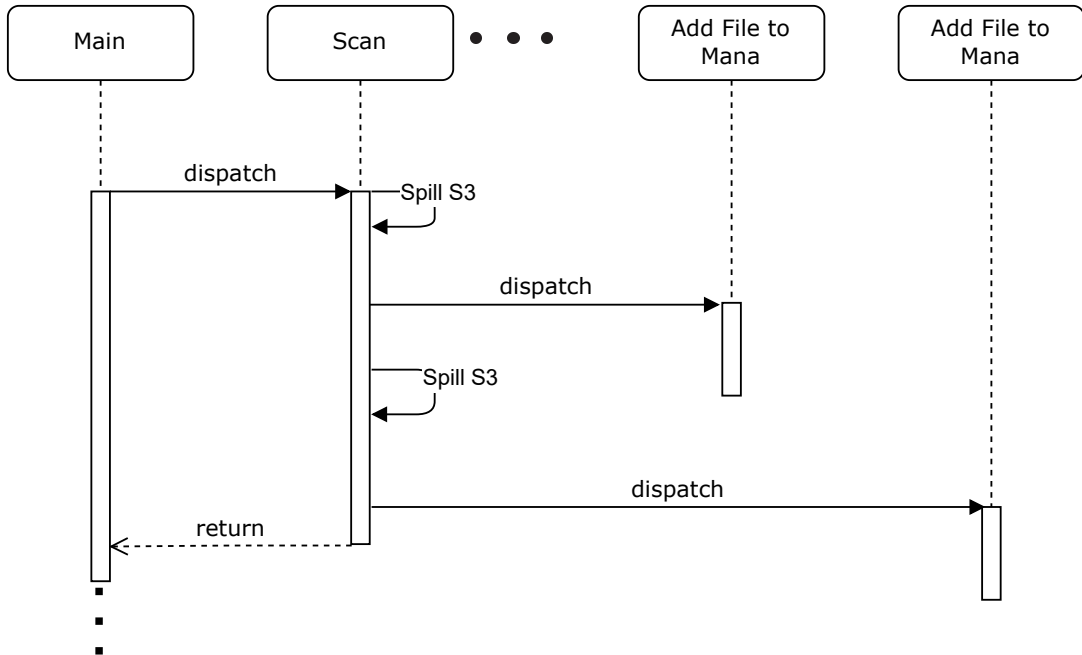 Main
Scan
Add File to
Mana
Add File to
Mana
dispatch
Spill S3
dispatch
Spill S3
dispatch
return